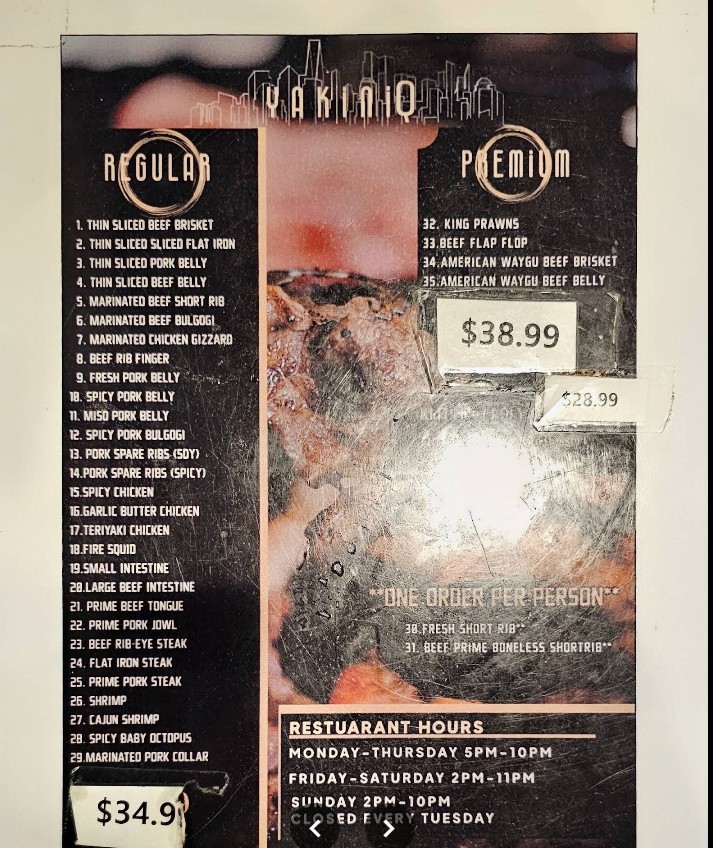 YAKINIQ
REGULAR
1. THIN SLICED BEEF BRISKET
2. THIN SLICED SLICED FLAT IRON
3. THIN SLICED PORK BELLY
4. THIN SLICED BEEF BELLY
5. MARINATED BEEF SHORT RIB
6. MARINATED BEEF BULGOGI
7. MARINATED CHICKEN GIZZARD
8. BEEF RIB FINGER
9. FRESH PORK BELLY
10. SPICY PORK BELLY
11. MISO PORK BELLY
12. SPICY PORK BULGOGI
13. PORK SPARE RIBS (SOY)
14.PORK SPARE RIBS (SPICY)
15.SPICY CHICKEN
16.GARLIC BUTTER CHICKEN
17.TERIYAKI CHICKEN
18.FIRE SQUID
19.SMALL INTESTINE
20.LARGE BEEF INTESTINE
21. PRIME BEEF TONGUE
22. PRIME PORK JOWL
23. BEEF RIB-EYE STEAK
24. FLAT IRON STEAK
25. PRIME PORK STEAK
26. SHRIMP
27. CAJUN SHRIMP
28. SPICY BABY OCTOPUS
29.MARINATED PORK COLLAR
$34.9
PREMIUM
32. KING PRAWNS
33.BEEF FLAP FLOP
34.AMERICAN WAYGU BEEF BRISKET
35.AMERICAN WAYGU BEEF BELLY
$38.99
$28.99
**ONE ORDER PER PERSON**
30.FRESH SHORT RIB**
31. BEEF PRIME BONELESS SHORTRIB**
RESTUARANT HOURS
MONDAY-THURSDAY 5PM-10PM
FRIDAY-SATURDAY 2PM-11PM
SUNDAY 2PM-10PM
CLOSED EVERY TUESDAY